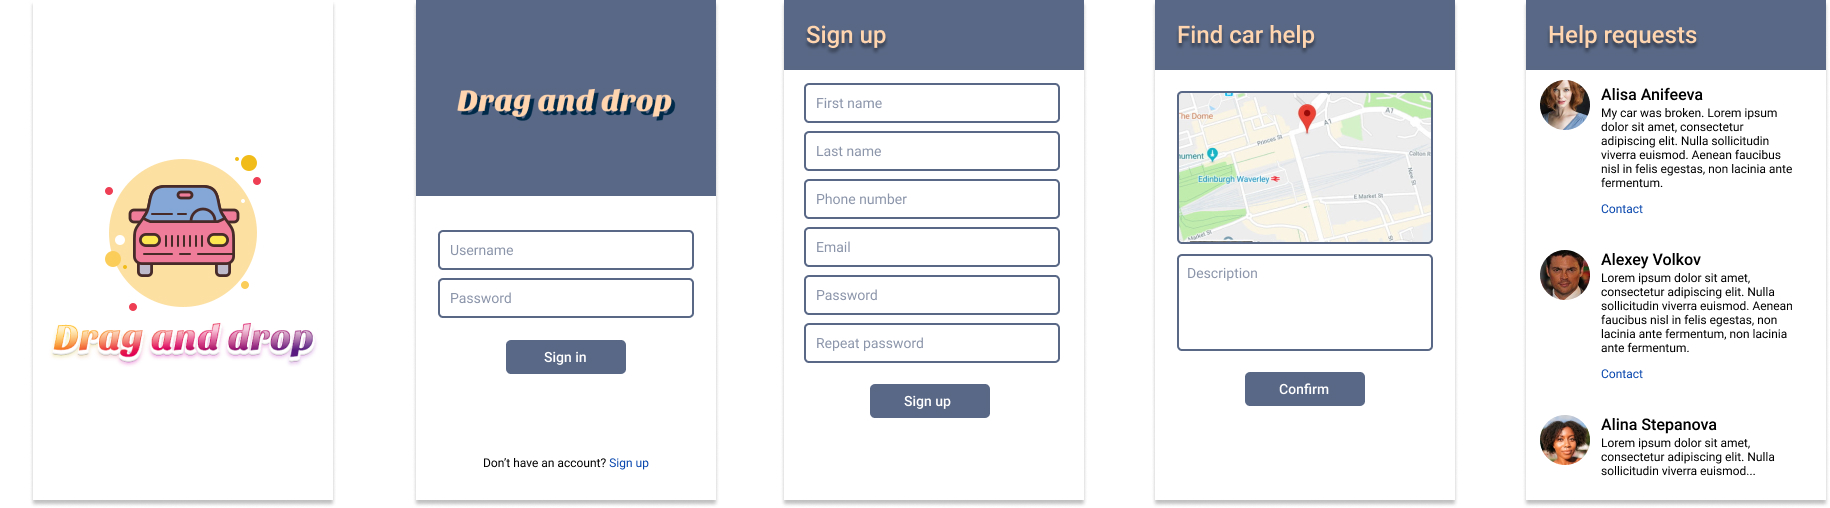 Drag and drop
Drag and drop
Username
Password
Sign in
Don't have an account? Sign up
Sign up
First name
Last name
Phone number
Email
Password
Repeat password
Sign up
Find car help
The Dome
A1
A1
Princes St
ument
Calton
Edinburgh Waverley
New St
E Market St
Market St
Description
Confirm
Help requests
Alisa Anifeeva
My car was broken. Lorem ipsum
dolor sit amet, consectetur
adipiscing elit. Nulla sollicitudin
viverra euismod. Aenean faucibus
nisl in felis egestas, non lacinia ante
fermentum.
Contact
Alexey Volkov
Lorem ipsum dolor sit amet,
consectetur adipiscing elit. Nulla
sollicitudin viverra euismod. Aenean
faucibus nisl in felis egestas, non
lacinia ante fermentum, non lacinia
ante fermentum.
Contact
Alina Stepanova
Lorem ipsum dolor sit amet,
consectetur adipiscing elit. Nulla
sollicitudin viverra euismod...